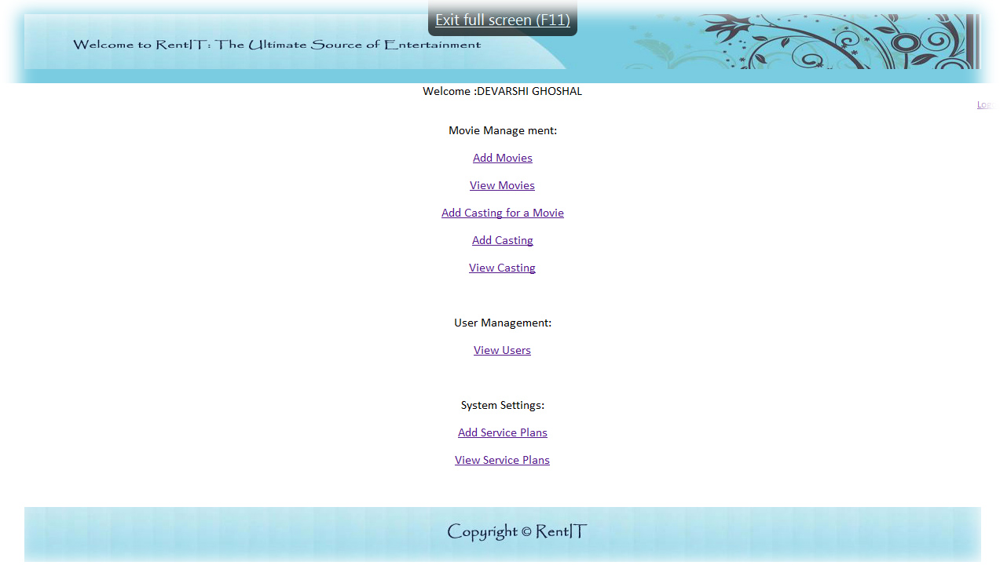 Exit full screen (F11)
Welcome to RentIT: The Ultimate Source of Entertainment
Welcome :DEVARSHI GHOSHAL
Movie Manage ment:
Add Movies
View Movies
Add Casting for a Movie
Add Casting
View Casting
User Management:
View Users
System Settings:
Add Service Plans
View Service Plans
Copyright © RentIT